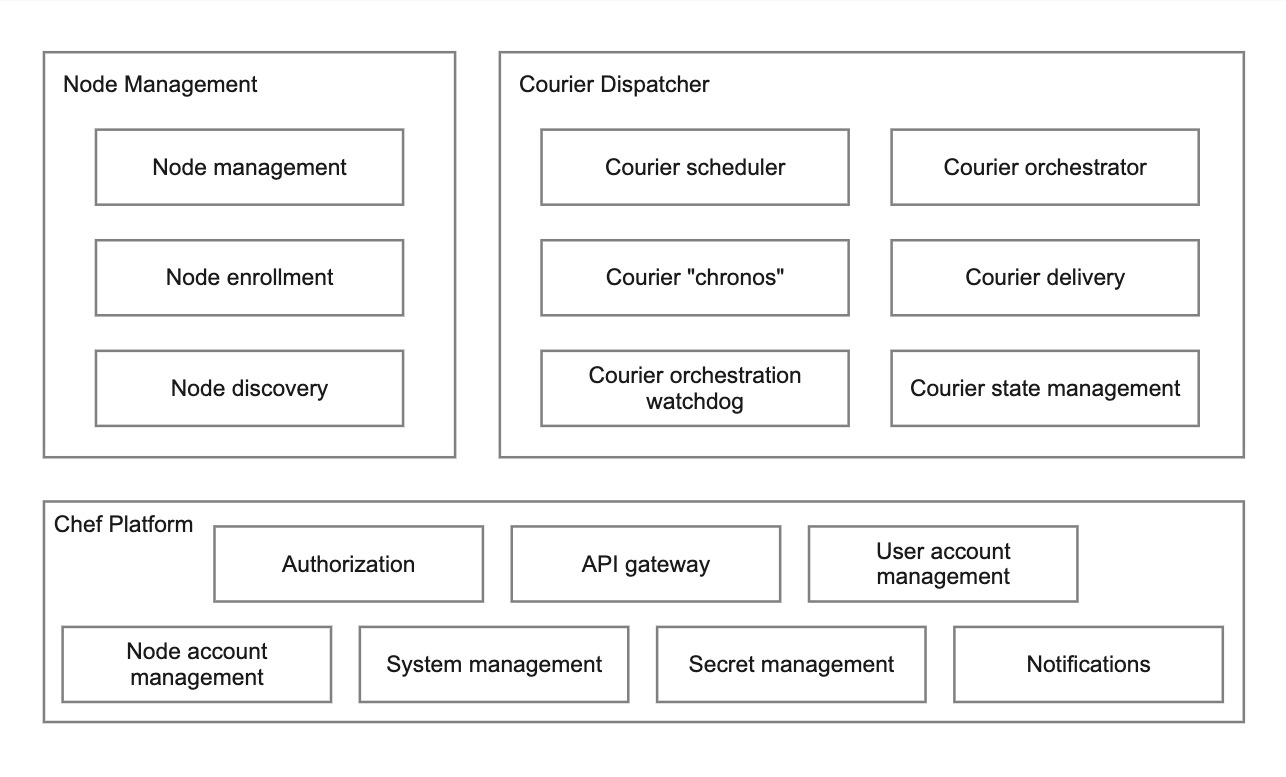 Node Management
Node management
Node enrollment
Node discovery
Courier Dispatcher
Courier scheduler
Courier orchestrator
Courier "chronos"
Courier delivery
Courier orchestration
watchdog
Courier state management
Chef Platform
Authorization
API gateway
User account
management
Node account
management
System management
Secret management
Notifications